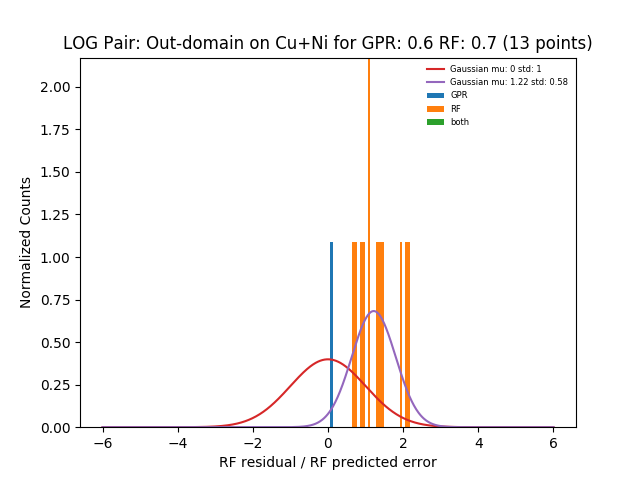 LOG Pair: Out-domain on Cu+Ni for GPR: 0.6 RF: 0.7 (13 points)
Gaussian mu: 0 std: 1
Gaussian mu: 1.22 std: 0.58
GPR
RF
both
Normalized Counts
2.00
1.75
1.50
1.25
1.00
0.75
0.50
0.25
0.00
−6 −4 −2 0 2 4 6
RF residual / RF predicted error